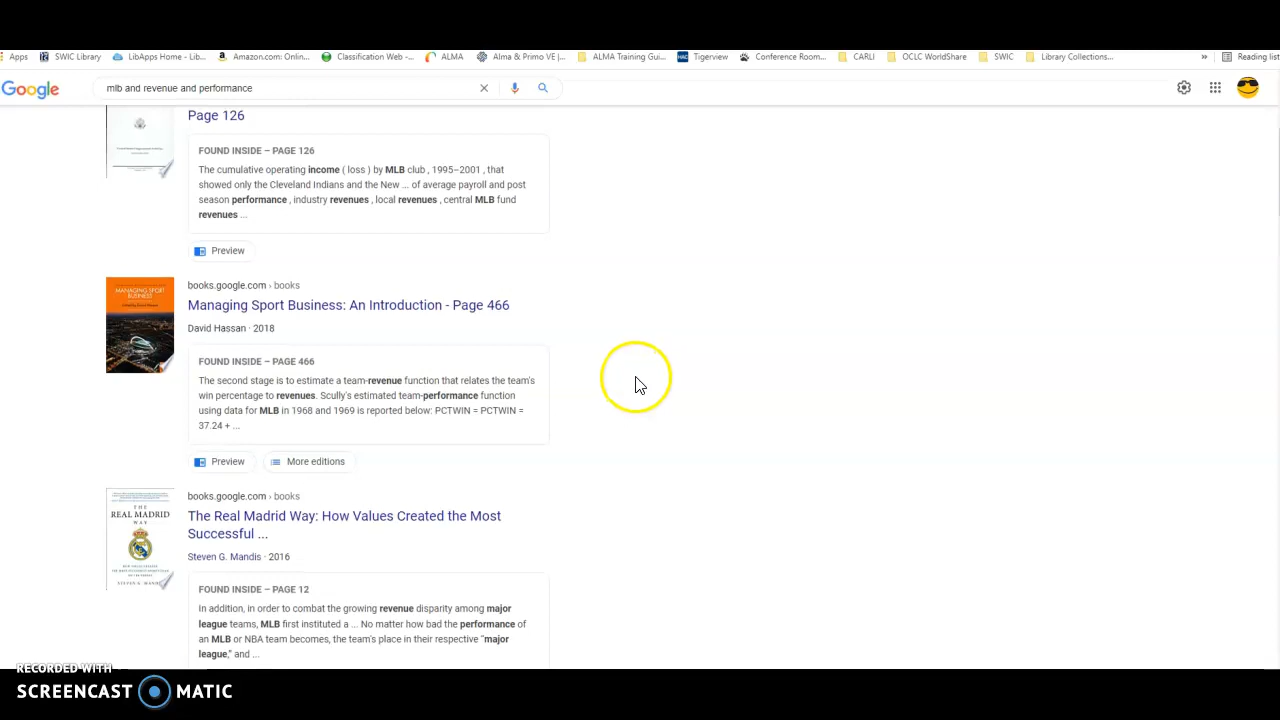 Apps SWIC Library LibApps Home - Lib... Amazon.com: Onlin... Classification Web -... ALMA Alma & Primo VE |... ALMA Training Gui... Tigerview Conference Room... CARLI OCLC WorldShare SWIC Library Collections... » Reading list
Google mlb and revenue and performance
Page 126
FOUND INSIDE – PAGE 126
The cumulative operating income ( loss ) by MLB club , 1995–2001 , that
showed only the Cleveland Indians and the New ... of average payroll and post
season performance , industry revenues , local revenues , central MLB fund
revenues ...
Preview
books.google.com › books
Managing Sport Business: An Introduction - Page 466
David Hassan · 2018
FOUND INSIDE – PAGE 466
The second stage is to estimate a team-revenue function that relates the team's
win percentage to revenues. Scully's estimated team-performance function
using data for MLB in 1968 and 1969 is reported below: PCTWIN = PCTWIN =
37.24 + ...
Preview More editions
MANAGING SPORT
BUSINESS
books.google.com › books
The Real Madrid Way: How Values Created the Most
Successful ...
Steven G. Mandis · 2016
THE
REAL MADRID
WAY
STEVEN G. MANDIS
FOUND INSIDE – PAGE 12
In addition, in order to combat the growing revenue disparity among major
league teams, MLB first instituted a ... No matter how bad the performance of
an MLB or NBA team becomes, the team's place in their respective "major
league," and ...
RECORDED WITH
SCREENCAST MATIC